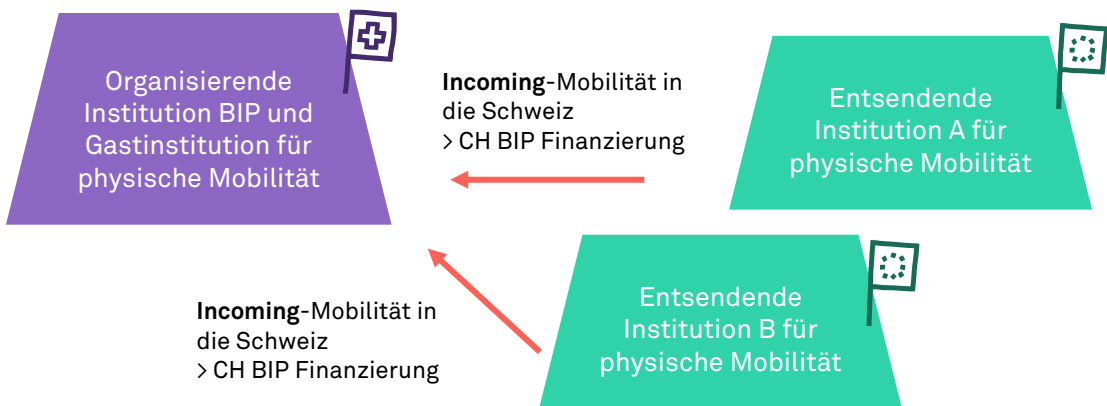 Organisierende
Institution BIP und
Gastinstitution für
physische Mobilität
Incoming-Mobilität in
die Schweiz
> CH BIP Finanzierung
Entsendende
Institution A für
physische Mobilität
Incoming-Mobilität in
die Schweiz
> CH BIP Finanzierung
Entsendende
Institution B für
physische Mobilität